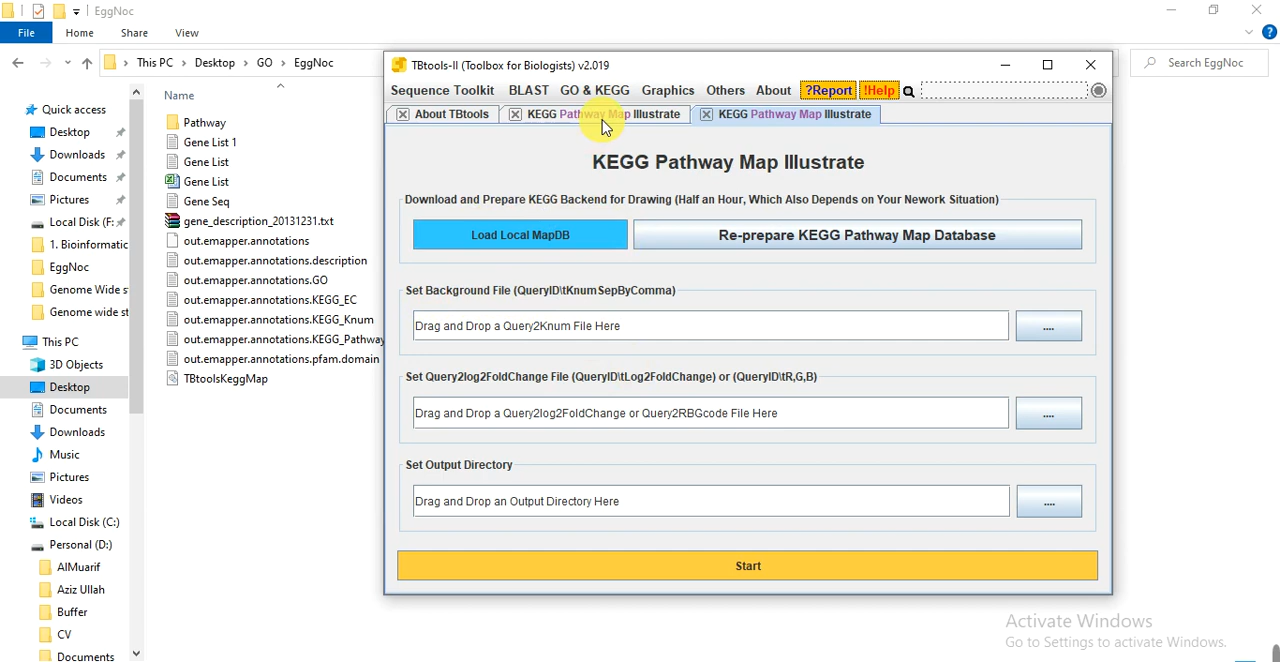 EggNoc
File Home Share View
This PC Desktop GO EggNoc
Search EggNoc
Quick access
Desktop
Downloads
Documents
Pictures
Local Disk (F:
1. Bioinformatic
EggNoc
Genome Wide s
Genome wide st
This PC
3D Objects
Desktop
Documents
Downloads
Music
Pictures
Videos
Local Disk (C:)
Personal (D:)
AlMuarif
Aziz Ullah
Buffer
CV
Documents
Name
Pathway
Gene List 1
Gene List
Gene List
Gene Seq
gene_description_20131231.txt
out.emapper.annotations
out.emapper.annotations.description
out.emapper.annotations.GO
out.emapper.annotations.KEGG_EC
out.emapper.annotations.KEGG_Knum
out.emapper.annotations.KEGG_Pathway
out.emapper.annotations.pfam.domain
TBtoolsKeggMap
TBtools-II (Toolbox for Biologists) v2.019
Sequence Toolkit BLAST GO & KEGG Graphics Others About ?Report !Help
About TBtools KEGG Pathway Map Illustrate KEGG Pathway Map Illustrate
KEGG Pathway Map Illustrate
Download and Prepare KEGG Backend for Drawing (Half an Hour, Which Also Depends on Your Nework Situation)
Load Local MapDB Re-prepare KEGG Pathway Map Database
Set Background File (QueryID\tKnumSepByComma)
Drag and Drop a Query2Knum File Here ....
Set Query2log2FoldChange File (QueryID\tLog2FoldChange) or (QueryID\tR,G,B)
Drag and Drop a Query2log2FoldChange or Query2RBGcode File Here ....
Set Output Directory
Drag and Drop an Output Directory Here ....
Start
Activate Windows
Go to Settings to activate Windows.